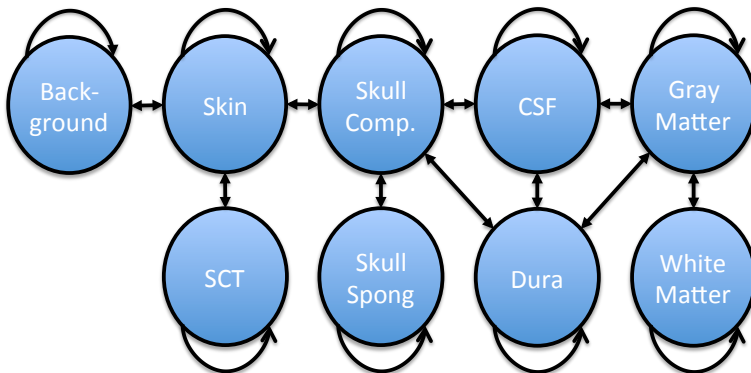 Back-
ground
Skin
Skull
Comp.
CSF
Gray
Matter
SCT
Skull
Spong
Dura
White
Matter